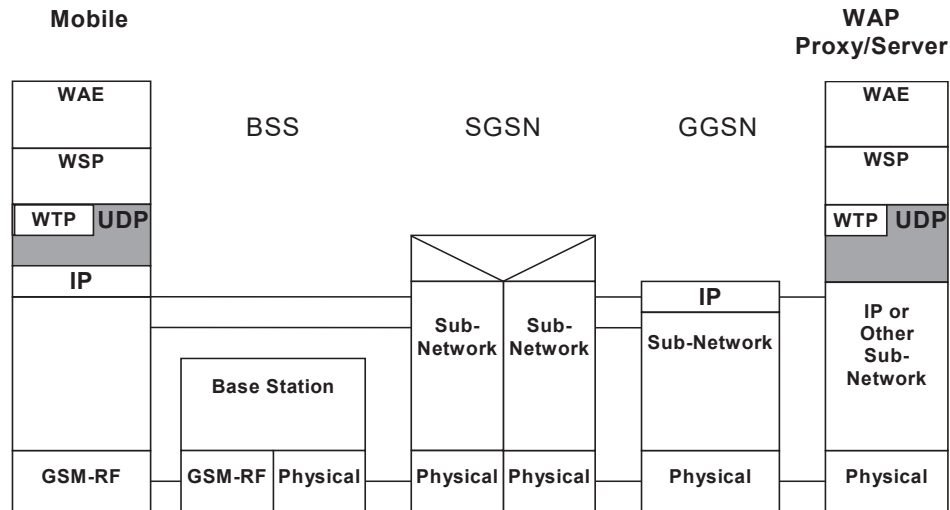 Mobile
WAP
Proxy/Server
WAE
WAE
BSS
SGSN
GGSN
WSP
WSP
WTP
UDP
WTP
UDP
IP
IP
Sub-
Network
Sub-
Network
Sub-Network
IP or
Other
Sub-
Network
Base Station
GSM-RF
GSM-RF
Physical
Physical
Physical
Physical
Physical